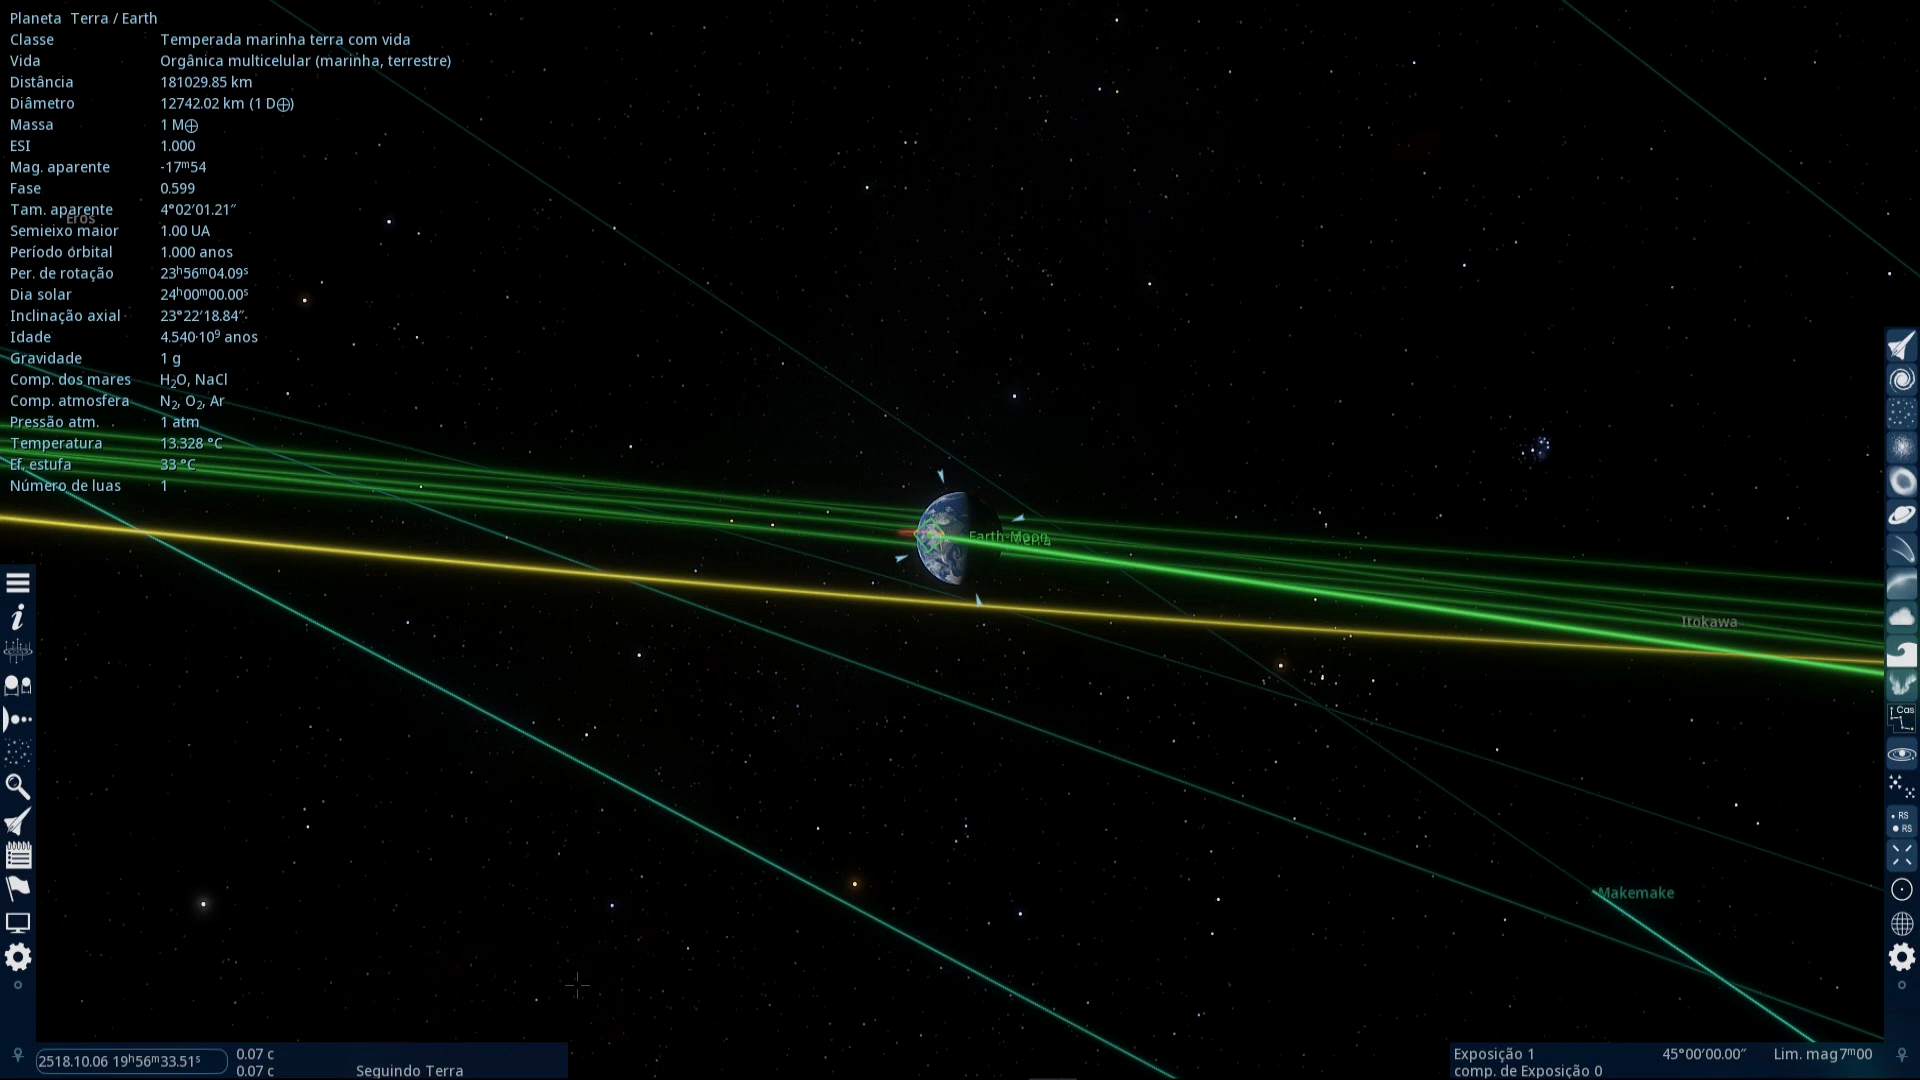 Planeta Terra / Earth
Classe Temperada marinha terra com vida
Vida Orgânica multicelular (marinha, terrestre)
Distância 181029.85 km
Diâmetro 12742.02 km (1 D⊕)
Massa 1 M⊕
ESI 1.000
Mag. aparente -17ᵐ54
Fase 0.599
Tam. aparente 4°02′01.21″
Eros
Semieixo maior 1.00 UA
Período orbital 1.000 anos
Per. de rotação 23ʰ56ᵐ04.09ˢ
Dia solar 24ʰ00ᵐ00.00ˢ
Inclinação axial 23°22′18.84″
Idade 4.540·10⁹ anos
Gravidade 1 g
Comp. dos mares H₂O, NaCl
Comp. atmosfera N₂, O₂, Ar
Pressão atm. 1 atm
Temperatura 13.328 °C
Ef. estufa 33 °C
Número de luas 1
Earth-Moon
Terra
Itokawa
Makemake
Cas
RS
RS
2518.10.06 19ʰ56ᵐ33.51ˢ
0.07 c
0.07 c
Seguindo Terra
Exposição 1 45°00′00.00″ Lim. mag 7ᵐ00
comp. de Exposição 0